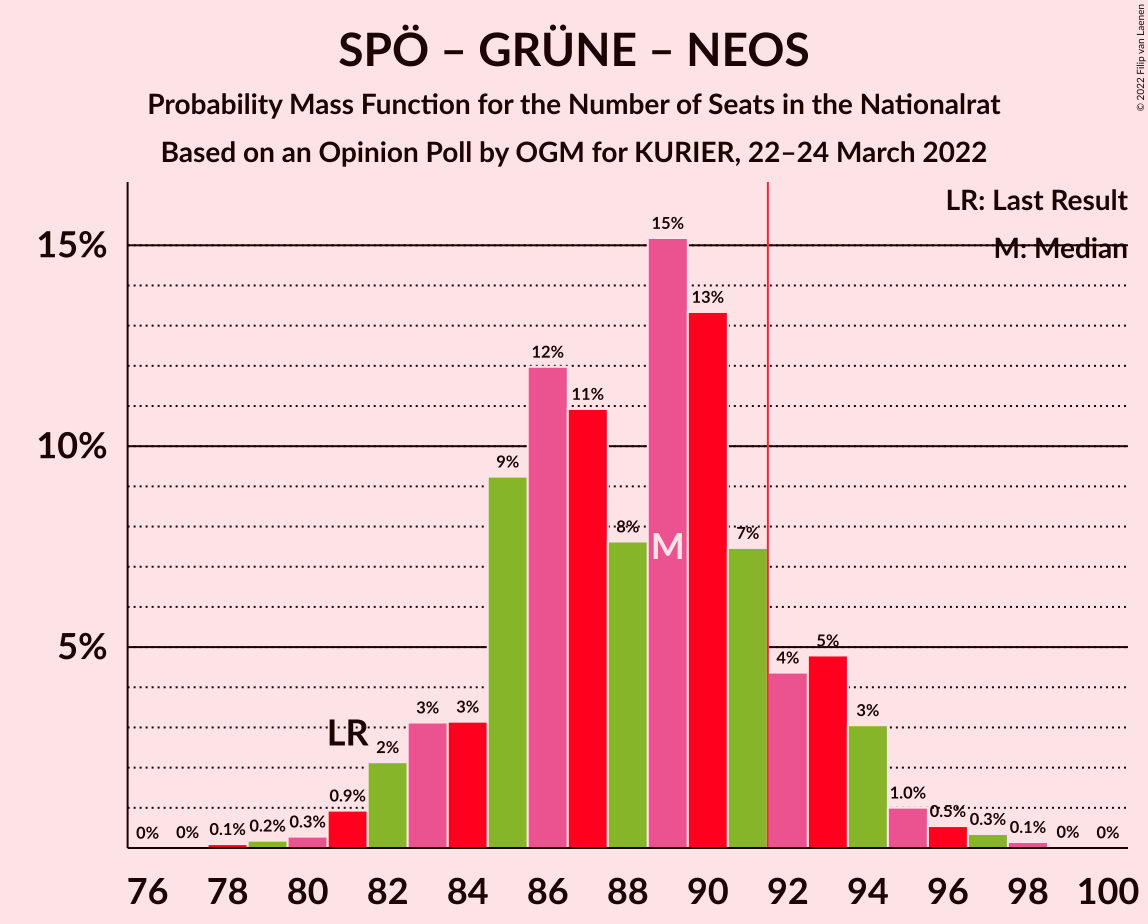 SPÖ – GRÜNE – NEOS
Probability Mass Function for the Number of Seats in the Nationalrat
Based on an Opinion Poll by OGM for KURIER, 22–24 March 2022
© 2022 Filip van Laenen
LR: Last Result
M: Median
15%
10%
5%
0% 0% 0.1% 0.2% 0.3% 0.9% 2% 3% 3% 9% 12% 11% 8% 15% 13% 7% 4% 5% 3% 1.0% 0.5% 0.3% 0.1% 0% 0%
LR
M
76 78 80 82 84 86 88 90 92 94 96 98 100